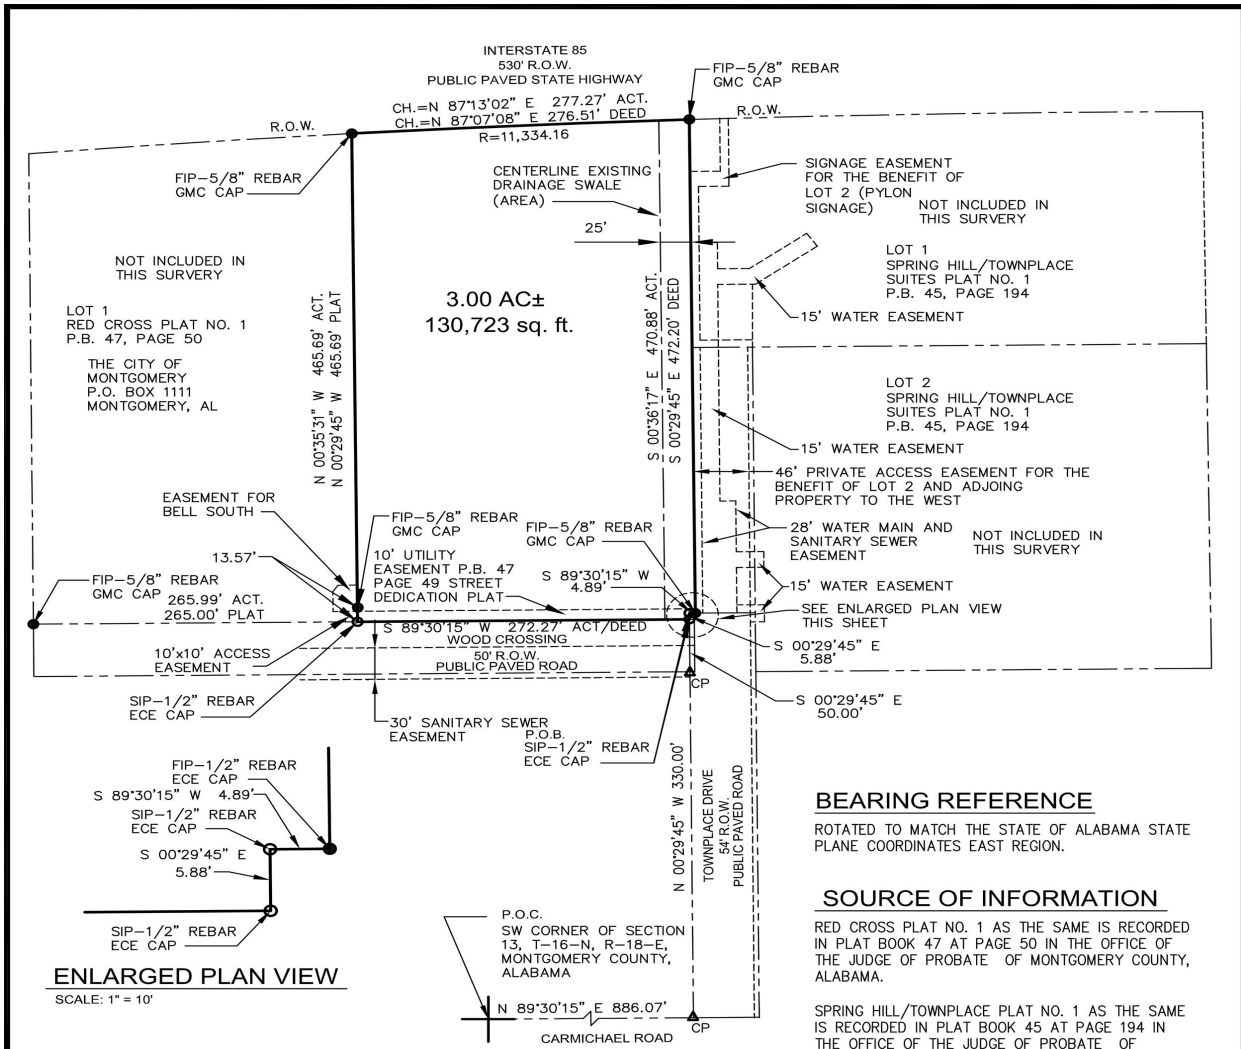 INTERSTATE 85
530' R.O.W.
PUBLIC PAVED STATE HIGHWAY
CH.=N 87°13'02" E 277.27' ACT.
CH.=N 87°07'08" E 276.51' DEED
R=11,334.16
R.O.W.
R.O.W.
FIP-5/8" REBAR
GMC CAP
FIP-5/8" REBAR
GMC CAP
CENTERLINE EXISTING
DRAINAGE SWALE
(AREA)
25'
SIGNAGE EASEMENT
FOR THE BENEFIT OF
LOT 2 (PYLON
SIGNAGE)
NOT INCLUDED IN
THIS SURVERY
LOT 1
SPRING HILL/TOWNPLACE
SUITES PLAT NO. 1
P.B. 45, PAGE 194
15' WATER EASEMENT
NOT INCLUDED IN
THIS SURVERY
LOT 1
RED CROSS PLAT NO. 1
P.B. 47, PAGE 50
THE CITY OF
MONTGOMERY
P.O. BOX 1111
MONTGOMERY, AL
3.00 AC±
130,723 sq. ft.
N 00°35'31" W 465.69' ACT.
N 00°29'45" W 465.69' PLAT
S 00°36'17" E 470.88' ACT.
S 00°29'45" E 472.20' DEED
LOT 2
SPRING HILL/TOWNPLACE
SUITES PLAT NO. 1
P.B. 45, PAGE 194
15' WATER EASEMENT
46' PRIVATE ACCESS EASEMENT FOR THE
BENEFIT OF LOT 2 AND ADJOING
PROPERTY TO THE WEST
28' WATER MAIN AND
SANITARY SEWER
EASEMENT
NOT INCLUDED IN
THIS SURVERY
15' WATER EASEMENT
SEE ENLARGED PLAN VIEW
THIS SHEET
S 00°29'45" E
5.88'
S 00°29'45" E
50.00'
EASEMENT FOR
BELL SOUTH
13.57'
FIP-5/8" REBAR
GMC CAP
265.99' ACT.
265.00' PLAT
10'x10' ACCESS
EASEMENT
SIP-1/2" REBAR
ECE CAP
FIP-5/8" REBAR
GMC CAP
10' UTILITY
EASEMENT P.B. 47
PAGE 49 STREET
DEDICATION PLAT
FIP-5/8" REBAR
GMC CAP
S 89°30'15" W
4.89'
S 89°30'15" W 272.27' ACT/DEED
WOOD CROSSING
50' R.O.W.
PUBLIC PAVED ROAD
30' SANITARY SEWER
EASEMENT
P.O.B.
SIP-1/2" REBAR
ECE CAP
CP
N 00°29'45" W 330.00'
TOWNPLACE DRIVE
54' R.O.W.
PUBLIC PAVED ROAD
FIP-1/2" REBAR
ECE CAP
S 89°30'15" W 4.89'
SIP-1/2" REBAR
ECE CAP
S 00°29'45" E
5.88'
SIP-1/2" REBAR
ECE CAP
ENLARGED PLAN VIEW
SCALE: 1" = 10'
P.O.C.
SW CORNER OF SECTION
13, T-16-N, R-18-E,
MONTGOMERY COUNTY,
ALABAMA
N 89°30'15" E 886.07'
CARMICHAEL ROAD
CP
BEARING REFERENCE
ROTATED TO MATCH THE STATE OF ALABAMA STATE
PLANE COORDINATES EAST REGION.
SOURCE OF INFORMATION
RED CROSS PLAT NO. 1 AS THE SAME IS RECORDED
IN PLAT BOOK 47 AT PAGE 50 IN THE OFFICE OF
THE JUDGE OF PROBATE OF MONTGOMERY COUNTY,
ALABAMA.
SPRING HILL/TOWNPLACE PLAT NO. 1 AS THE SAME
IS RECORDED IN PLAT BOOK 45 AT PAGE 194 IN
THE OFFICE OF THE JUDGE OF PROBATE OF